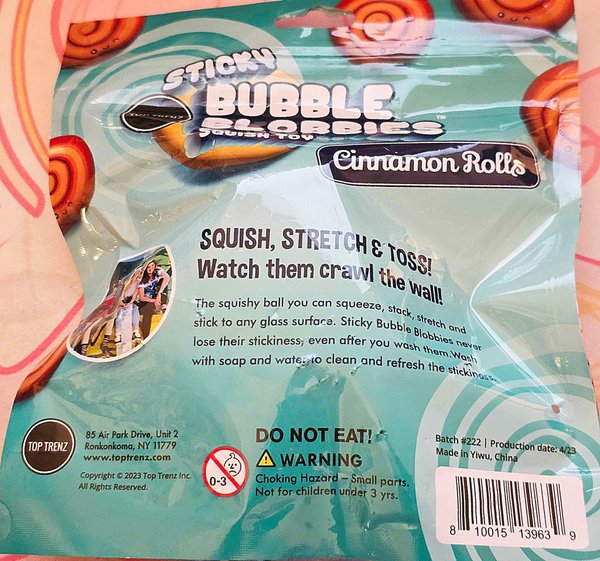 STICKY
TOP TRENZ
BUBBLE
BLOBBIES™
SQUISH TOY
Cinnamon Rolls
SQUISH, STRETCH & TOSS!
Watch them crawl the wall!
The squishy ball you can squeeze, stack, stretch and
stick to any glass surface. Sticky Bubble Blobbies never
lose their stickiness, even after you wash them. Wash
with soap and water to clean and refresh the stickiness.
TOP TRENZ
85 Air Park Drive, Unit 2
Ronkonkoma, NY 11779
www.toptrenz.com
Copyright © 2023 Top Trenz Inc.
All Rights Reserved.
0-3
DO NOT EAT!
WARNING
Choking Hazard – Small parts.
Not for children under 3 yrs.
Batch #222 | Production date: 4/23
Made in Yiwu, China
8 10015 13963 9